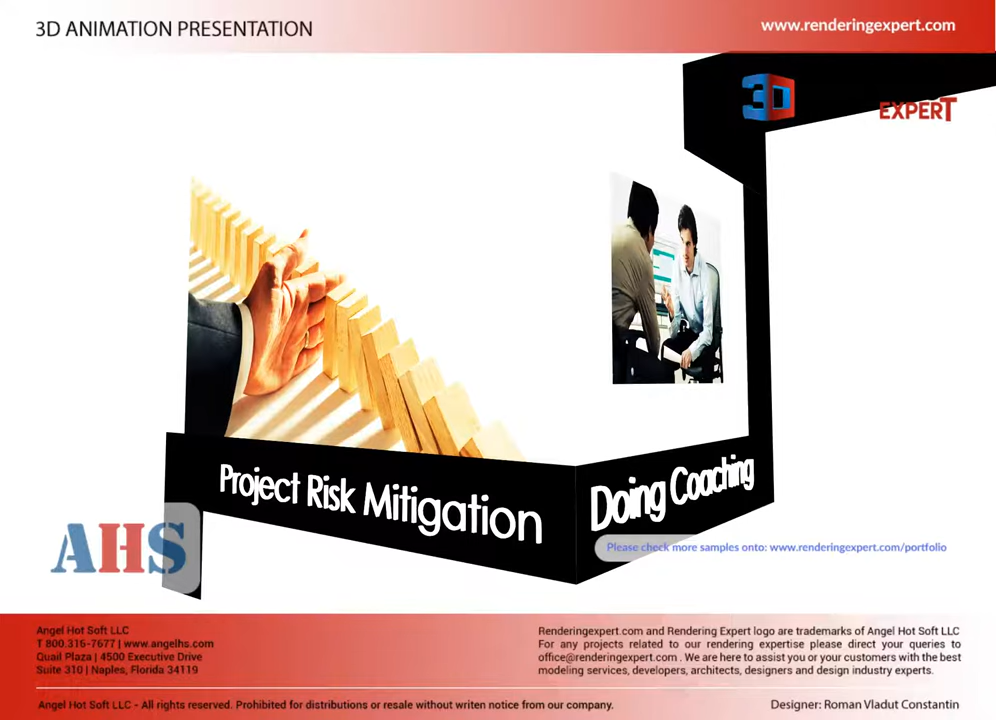 3D ANIMATION PRESENTATION
www.renderingexpert.com
3D
EXPERT
Project Risk Mitigation
Doing Coaching
AHS
Please check more samples onto: www.renderingexpert.com/portfolio
Angel Hot Soft LLC
T 800.316-7677 | www.angelhs.com
Quail Plaza | 4500 Executive Drive
Suite 310 | Naples, Florida 34119
Renderingexpert.com and Rendering Expert logo are trademarks of Angel Hot Soft LLC
For any projects related to our rendering expertise please direct your queries to
office@renderingexpert.com . We are here to assist you or your customers with the best
modeling services, developers, architects, designers and design industry experts.
Angel Hot Soft LLC - All rights reserved. Prohibited for distributions or resale without writen notice from our company.
Designer: Roman Vladut Constantin